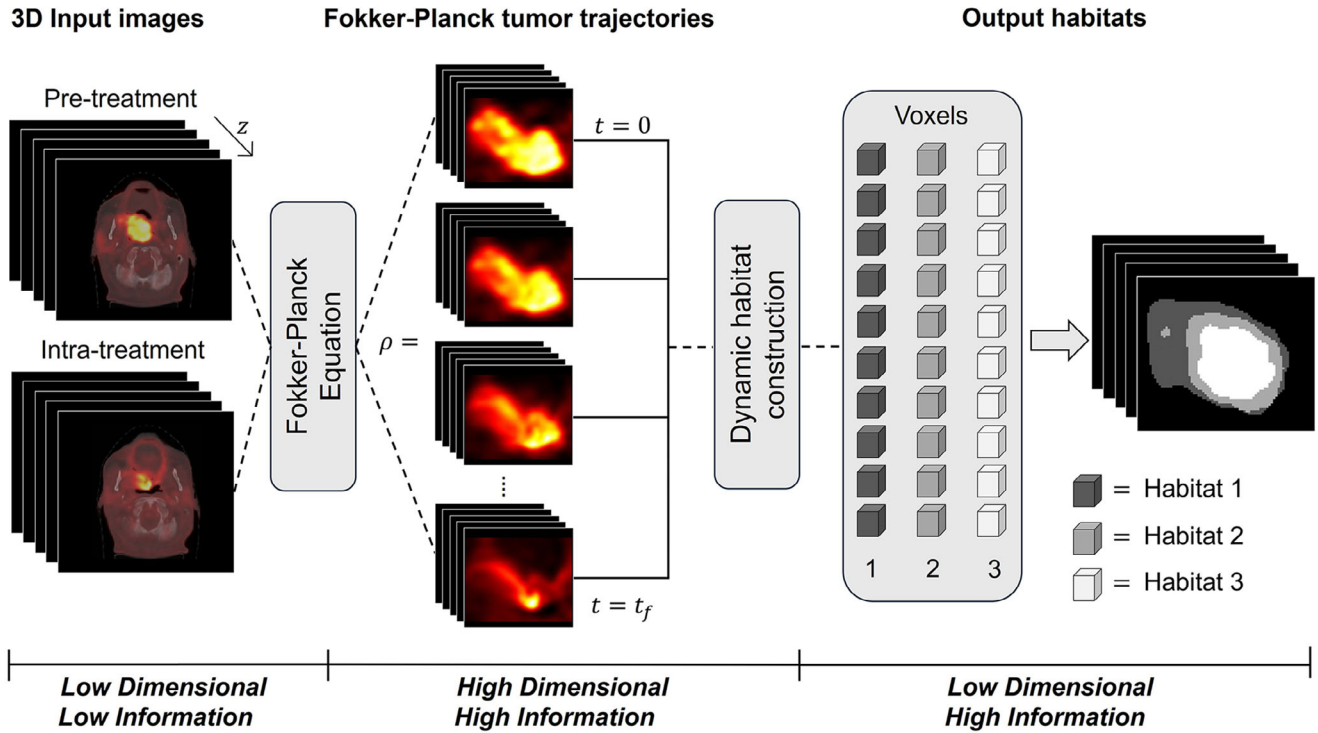 3D Input images
Fokker-Planck tumor trajectories
Output habitats
Pre-treatment
z
Intra-treatment
Fokker-Planck
Equation
ρ =
t = 0
t = t_f
Dynamic habitat
construction
Voxels
1 2 3
= Habitat 1
= Habitat 2
= Habitat 3
Low Dimensional
Low Information
High Dimensional
High Information
Low Dimensional
High Information